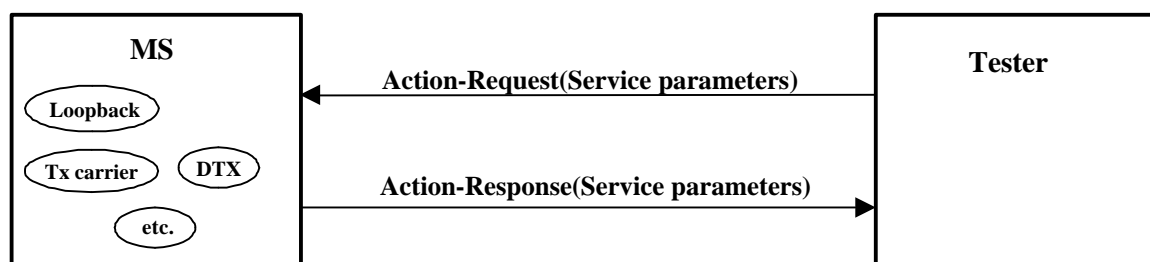 MS
Loopback
Tx carrier
DTX
etc.
Action-Request(Service parameters)
Action-Response(Service parameters)
Tester